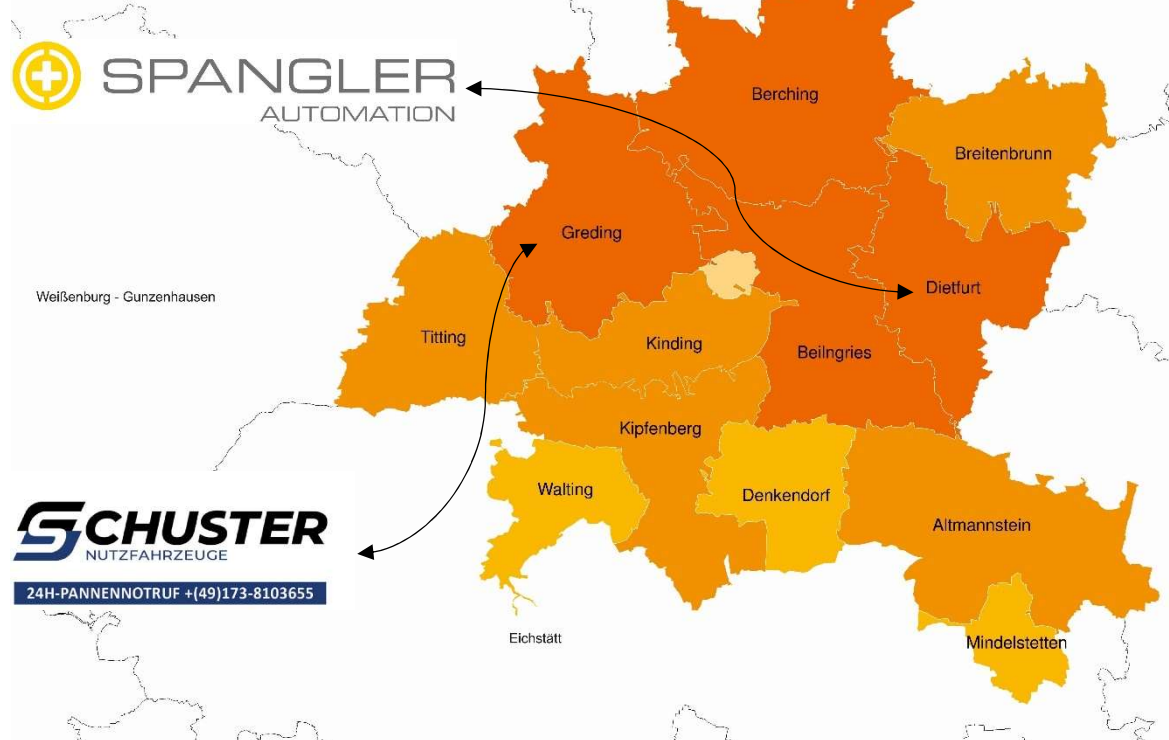 SPANGLER
AUTOMATION
Berching
Breitenbrunn
Greding
Dietfurt
Weißenburg - Gunzenhausen
Titting
Kinding
Beilngries
Kipfenberg
Walting
Denkendorf
Altmannstein
SCHUSTER
NUTZFAHRZEUGE
24H-PANNENNOTRUF +(49)173-8103655
Eichstätt
Mindelstetten